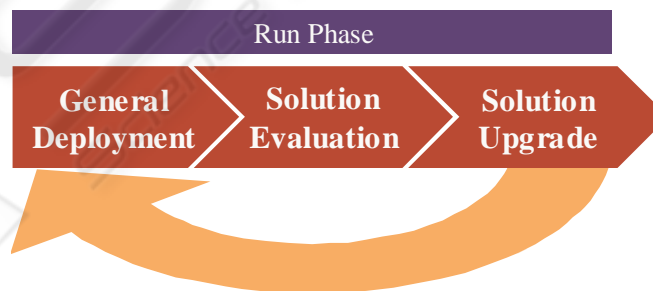 Run Phase
General Solution Solution
Deployment Evaluation Upgrade